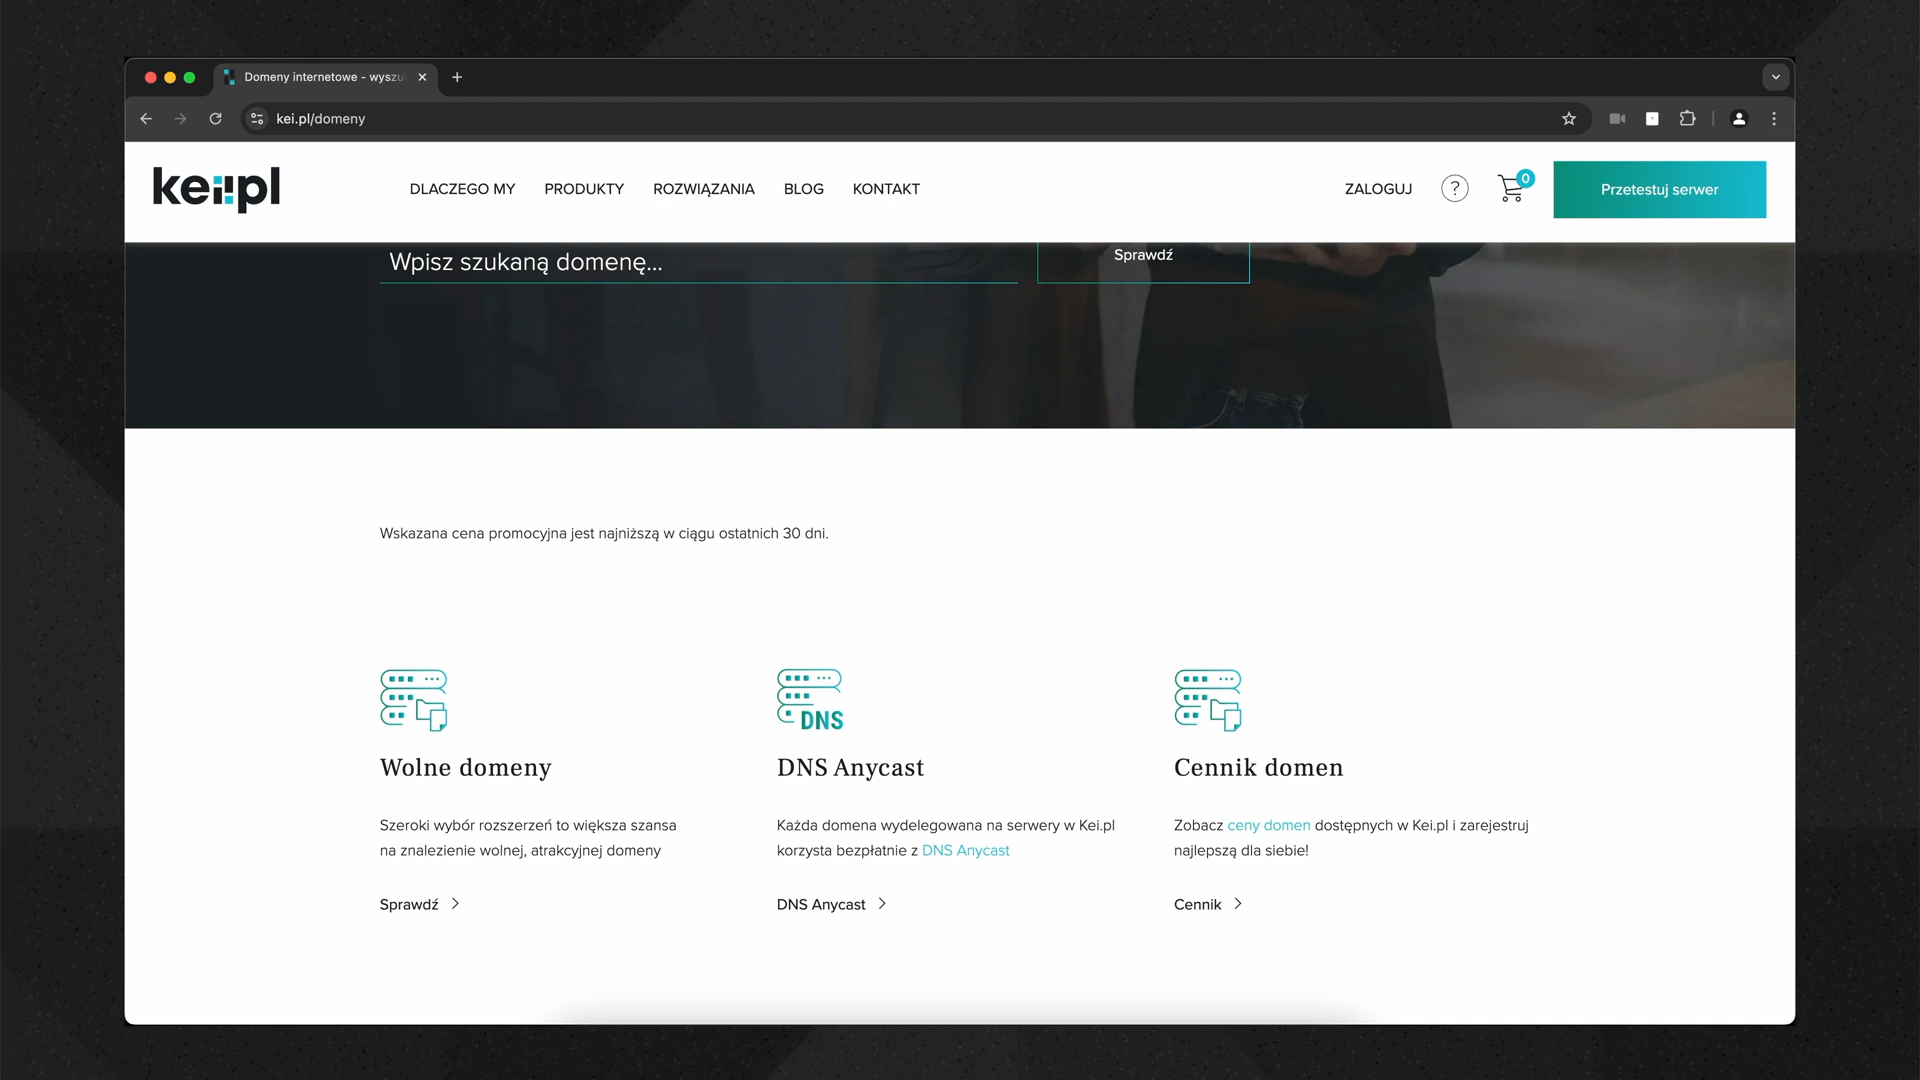 Domeny internetowe - wyszu
kei.pl/domeny
kei.pl
DLACZEGO MY
PRODUKTY
ROZWIĄZANIA
BLOG
KONTAKT
ZALOGUJ
?
0
Przetestuj serwer
Wpisz szukaną domenę...
Sprawdź
Wskazana cena promocyjna jest najniższą w ciągu ostatnich 30 dni.
Wolne domeny
Szeroki wybór rozszerzeń to większa szansa
na znalezienie wolnej, atrakcyjnej domeny
Sprawdź
DNS
DNS Anycast
Każda domena wydelegowana na serwery w Kei.pl
korzysta bezpłatnie z DNS Anycast
DNS Anycast
Cennik domen
Zobacz ceny domen dostępnych w Kei.pl i zarejestruj
najlepszą dla siebie!
Cennik